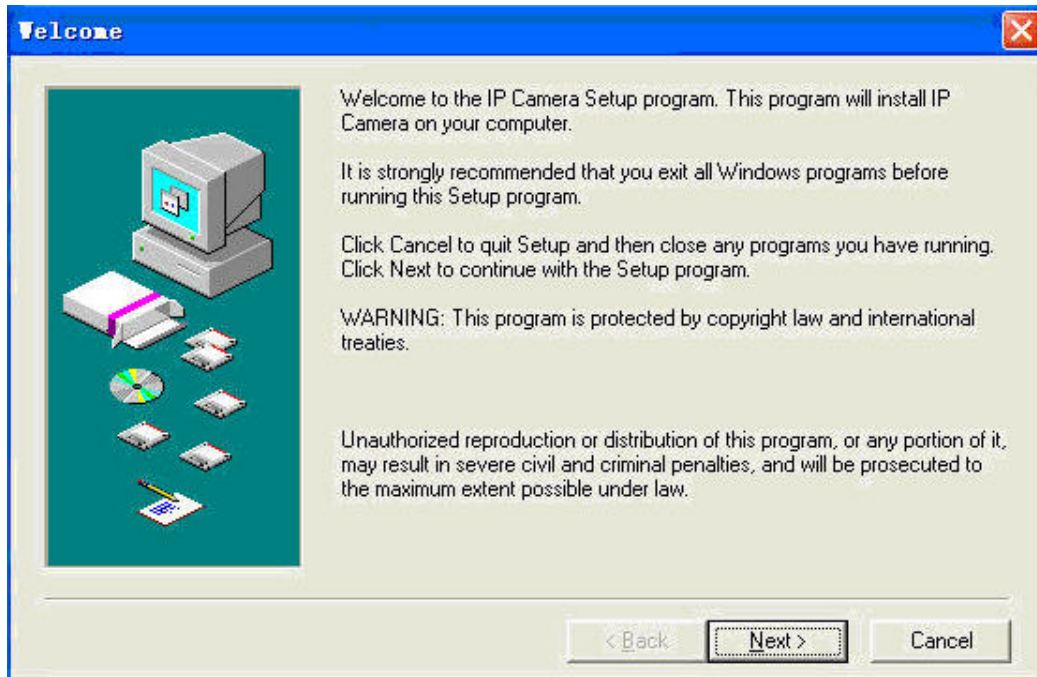 Welcome
Welcome to the IP Camera Setup program. This program will install IP
Camera on your computer.
It is strongly recommended that you exit all Windows programs before
running this Setup program.
Click Cancel to quit Setup and then close any programs you have running.
Click Next to continue with the Setup program.
WARNING: This program is protected by copyright law and international
treaties.
Unauthorized reproduction or distribution of this program, or any portion of it,
may result in severe civil and criminal penalties, and will be prosecuted to
the maximum extent possible under law.
< Back
Next >
Cancel